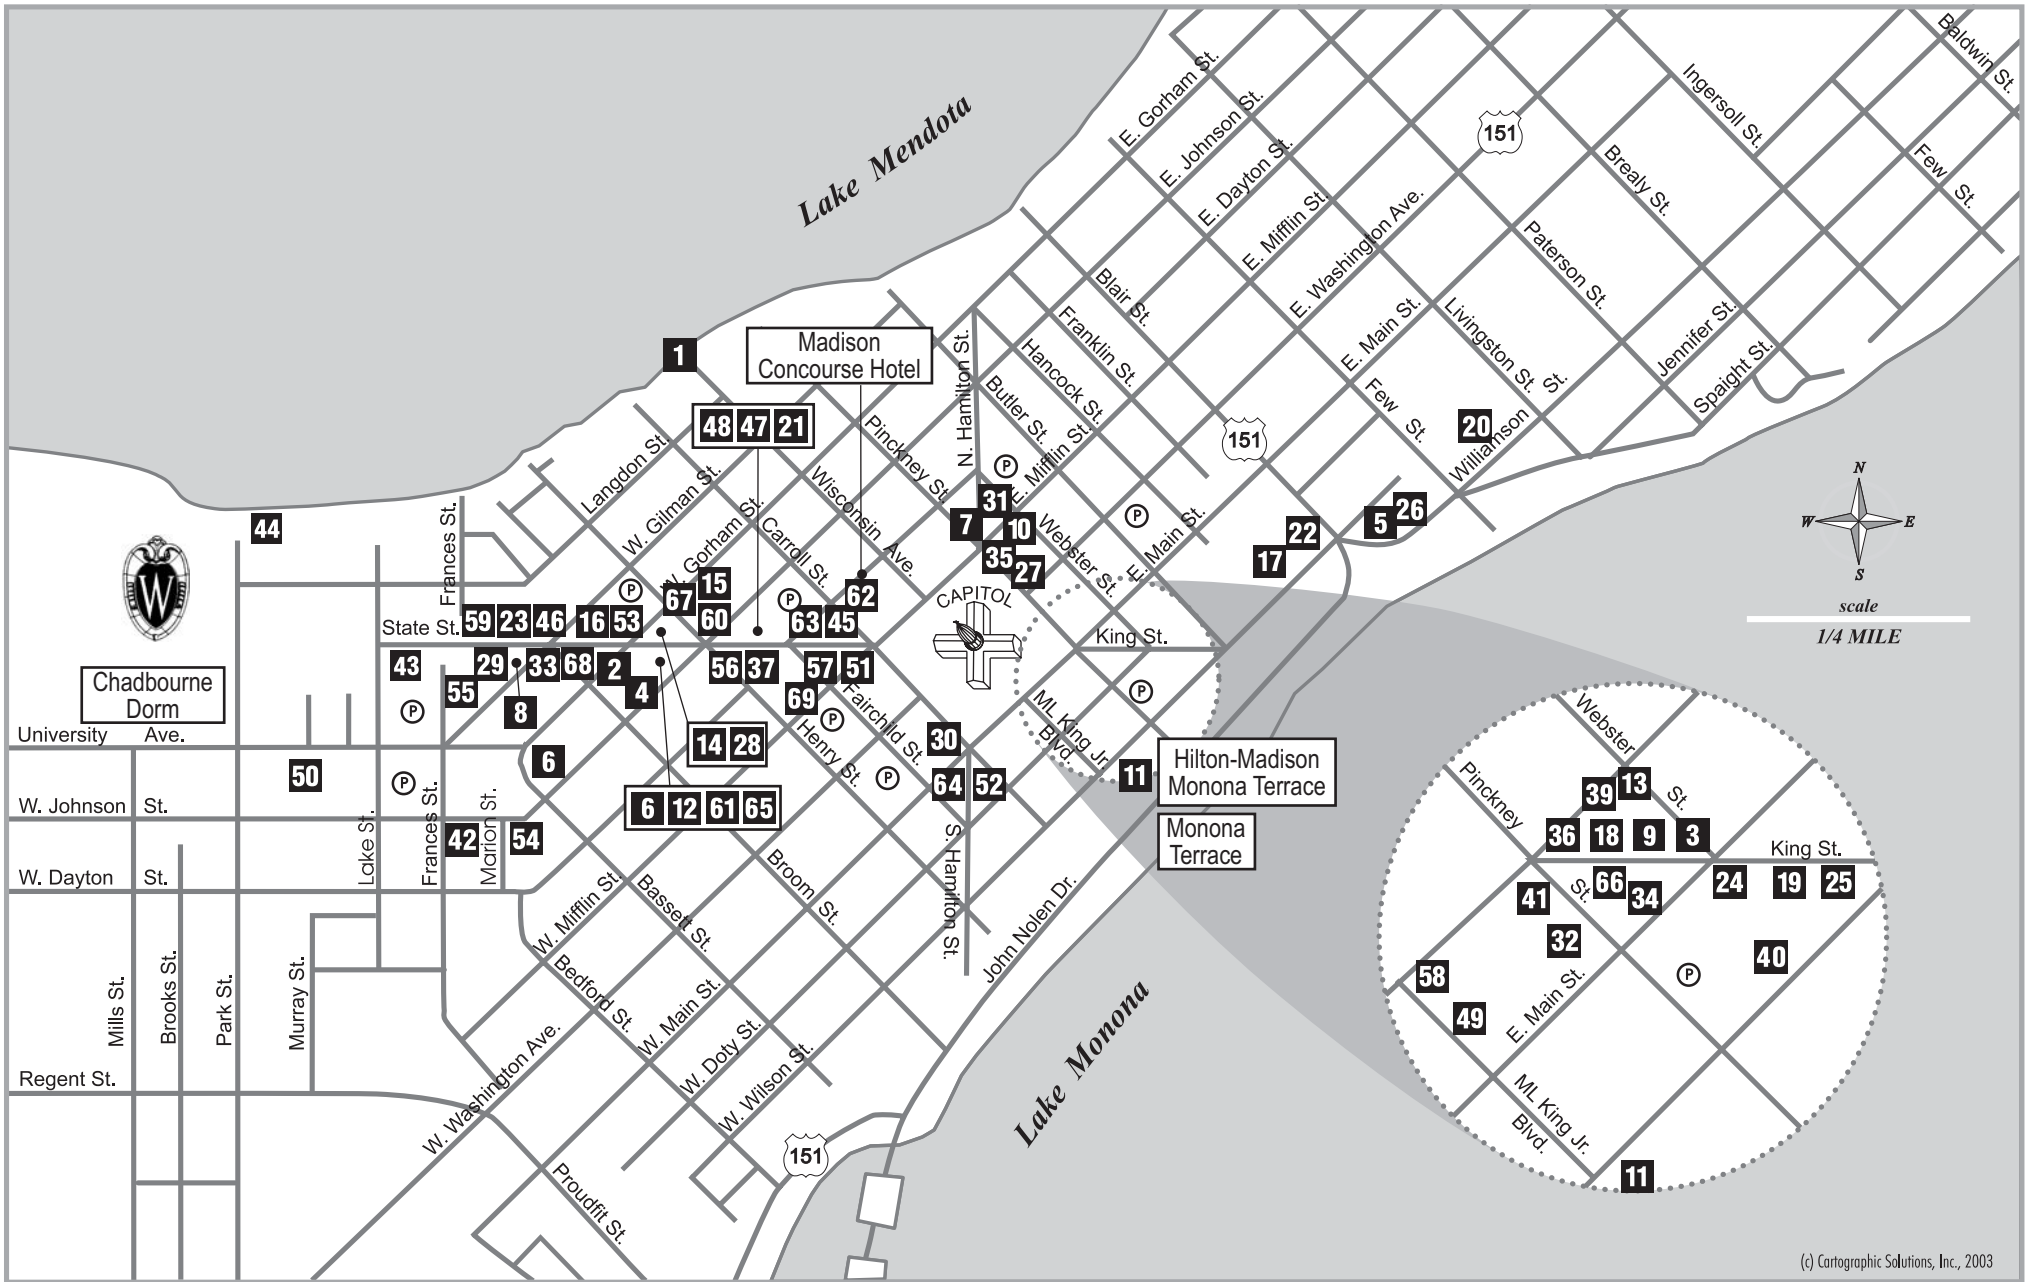 Baldwin St.
Ingersoll St.
151
E. Gorham St.
E. Johnson St.
Lake Mendota
E. Dayton St.
Brealy St.
Few St.
E. Mifflin St.
E. Washington Ave.
Paterson St.
Blair St.
Franklin St.
E. Main St.
Livingston St.
Jennifer St.
Spaight St.
1
Madison
Concourse Hotel
N. Hamilton St.
Hancock St.
Butler St.
Few St.
Williamson St.
20
48 47 21
Pinckney St.
151
Langdon St.
W. Gilman St.
Wisconsin Ave.
P
E. Mifflin St.
N
W E
S
scale
1/4 MILE
44
Frances St.
W. Gorham St.
Carroll St.
31
7
10
35
27
Webster St.
P
E. Main St.
22
17
5
26
W
P
15
67
60
P
62
63 45
CAPITOL
State St.
59 23 46
16 53
King St.
43
29
33 68
2
4
56 37
57 51
69
55
8
P
Chadbourne
Dorm
Fairchild St.
P
ML King Jr.
Blvd.
P
University Ave.
14 28
Henry St.
30
11
Hilton-Madison
Monona Terrace
50
P
6
P
64 52
6 12 61 65
W. Johnson St.
Monona
Terrace
Lake St.
Frances St.
42
Marion St.
54
S. Hamilton St.
W. Dayton St.
W. Mifflin St.
Bassett St.
Broom St.
John Nolen Dr.
Mills St.
Brooks St.
Park St.
Murray St.
Bedford St.
W. Main St.
Lake Monona
Regent St.
W. Washington Ave.
W. Doty St.
W. Wilson St.
151
Proudfit St.
Webster St.
Pinckney St.
39
13
36
18
9
3
King St.
66
34
24
19
25
41
32
40
58
P
49
E. Main St.
ML King Jr.
Blvd.
11
(c) Cartographic Solutions, Inc., 2003